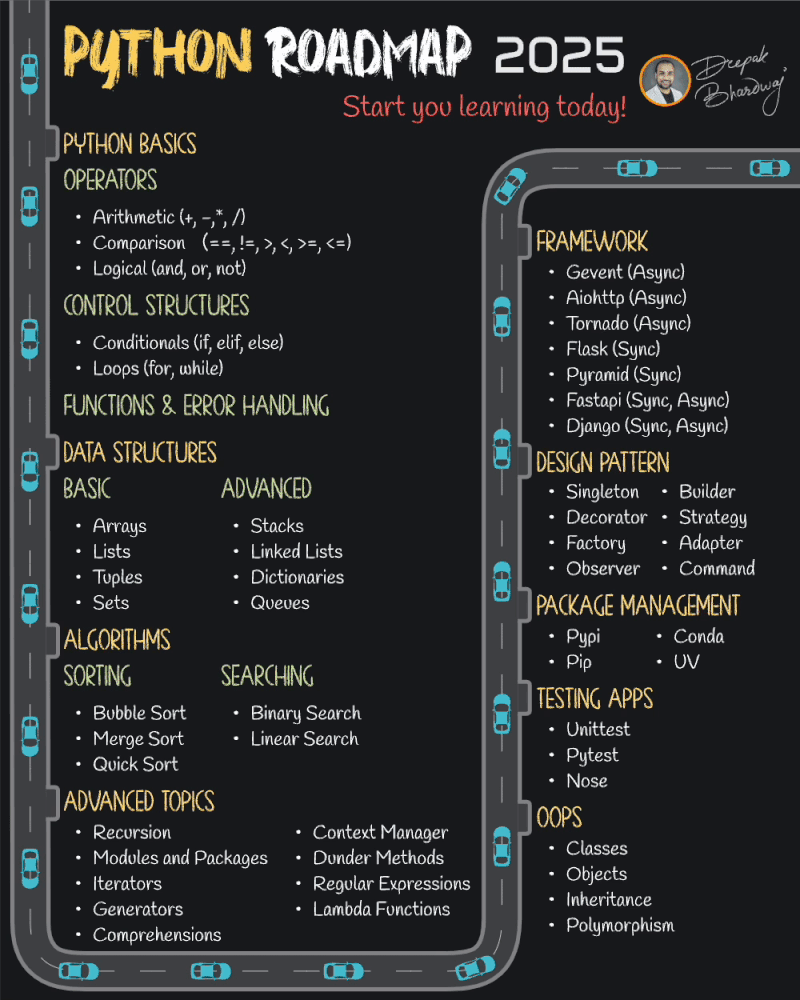 PYTHON ROADMAP 2025
Deepak
Bhardwaj
Start you learning today!
PYTHON BASICS
OPERATORS
• Arithmetic (+, −,*, /)
• Comparison (==, !=, >, <, >=, <=)
• Logical (and, or, not)
CONTROL STRUCTURES
• Conditionals (if, elif, else)
• Loops (for, while)
FUNCTIONS & ERROR HANDLING
DATA STRUCTURES
BASIC
• Arrays
• Lists
• Tuples
• Sets
ADVANCED
• Stacks
• Linked Lists
• Dictionaries
• Queues
ALGORITHMS
SORTING
• Bubble Sort
• Merge Sort
• Quick Sort
SEARCHING
• Binary Search
• Linear Search
ADVANCED TOPICS
• Recursion
• Modules and Packages
• Iterators
• Generators
• Comprehensions
• Context Manager
• Dunder Methods
• Regular Expressions
• Lambda Functions
FRAMEWORK
• Gevent (Async)
• Aiohttp (Async)
• Tornado (Async)
• Flask (Sync)
• Pyramid (Sync)
• Fastapi (Sync, Async)
• Django (Sync, Async)
DESIGN PATTERN
• Singleton
• Decorator
• Factory
• Observer
• Builder
• Strategy
• Adapter
• Command
PACKAGE MANAGEMENT
• Pypi
• Pip
• Conda
• UV
TESTING APPS
• Unittest
• Pytest
• Nose
OOPS
• Classes
• Objects
• Inheritance
• Polymorphism